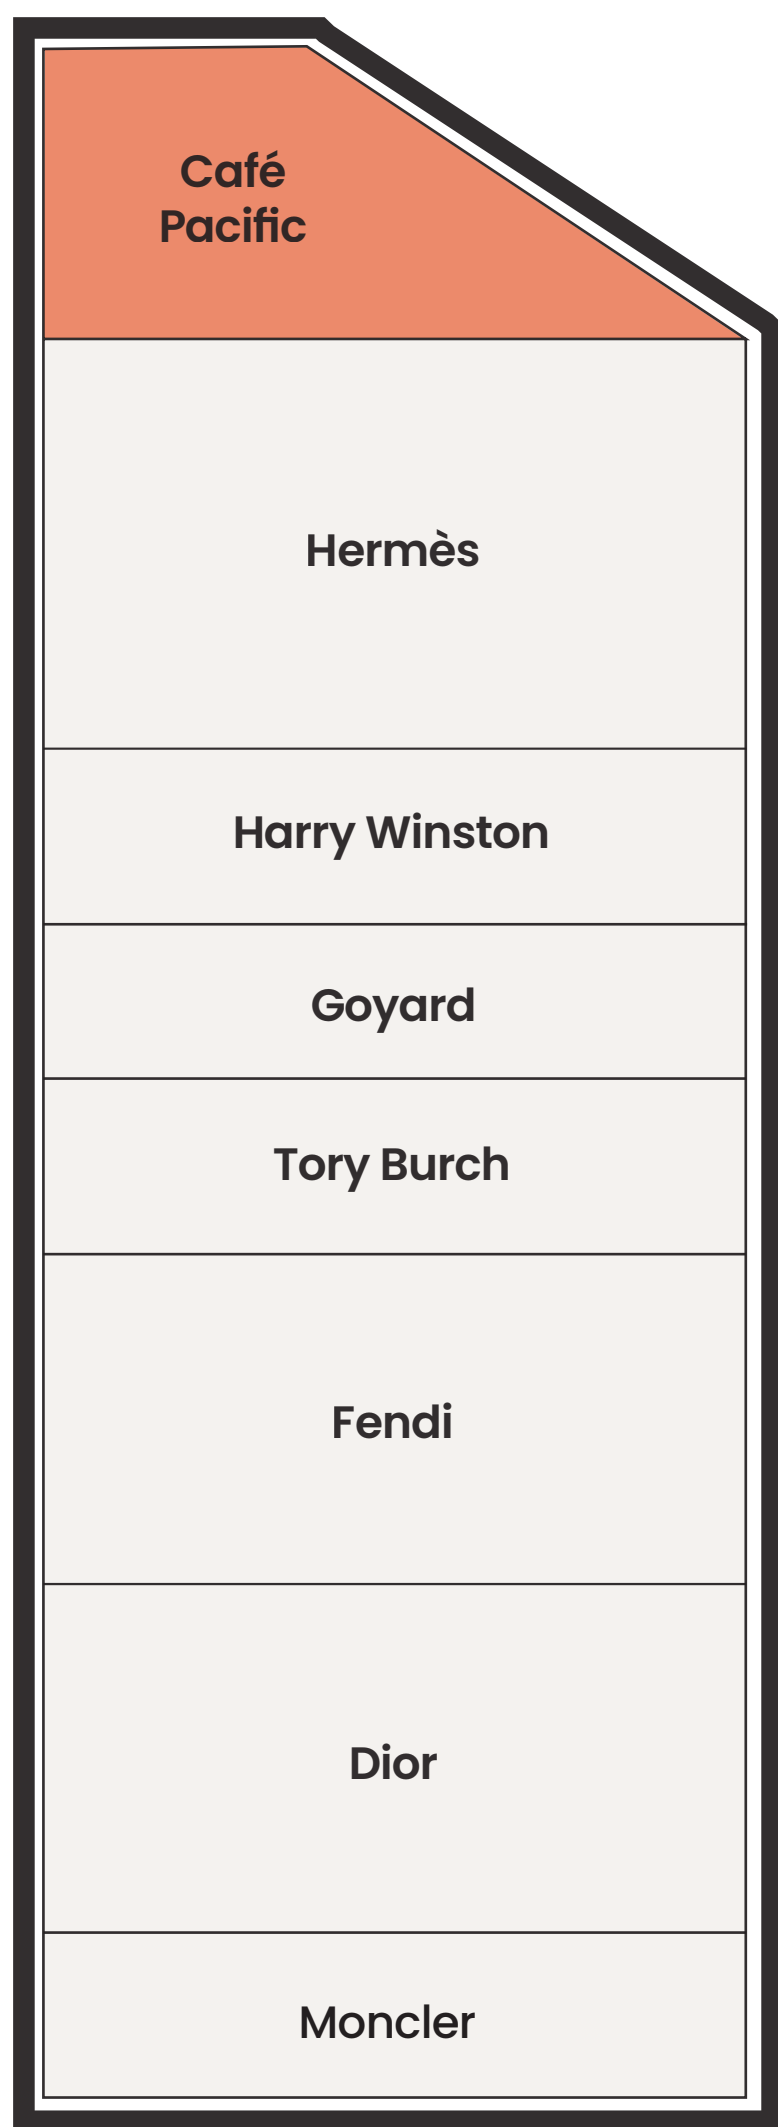 Café
Pacific
Hermès
Harry Winston
Goyard
Tory Burch
Fendi
Dior
Moncler